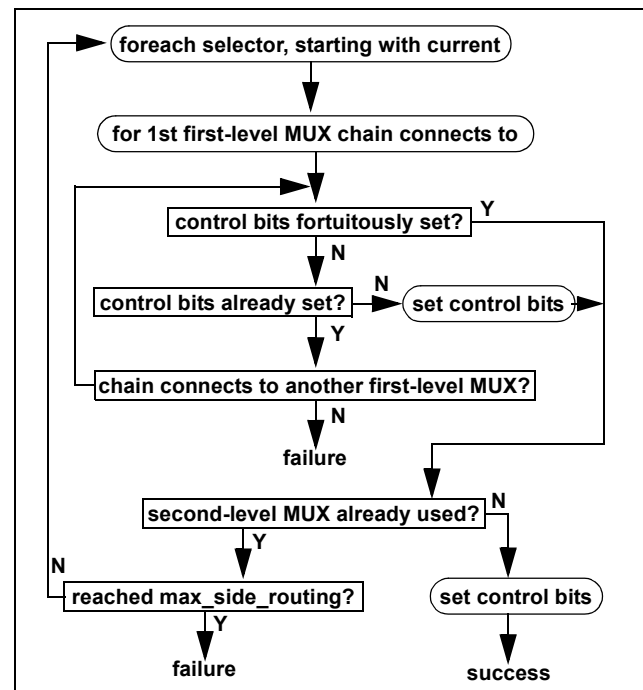 foreach selector, starting with current
for 1st first-level MUX chain connects to
control bits fortuitously set?
Y
N
control bits already set?
N
set control bits
Y
chain connects to another first-level MUX?
N
failure
second-level MUX already used?
N
Y
N
reached max_side_routing?
set control bits
Y
failure
success